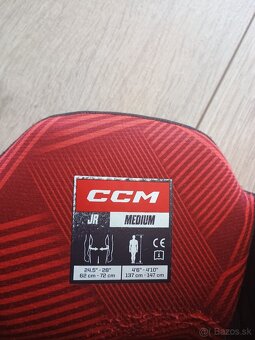 CCM
JR MEDIUM
24.5" - 28" 4'6" - 4'10"
62 cm - 72 cm 137 cm - 147 cm
CE
Bazos.sk